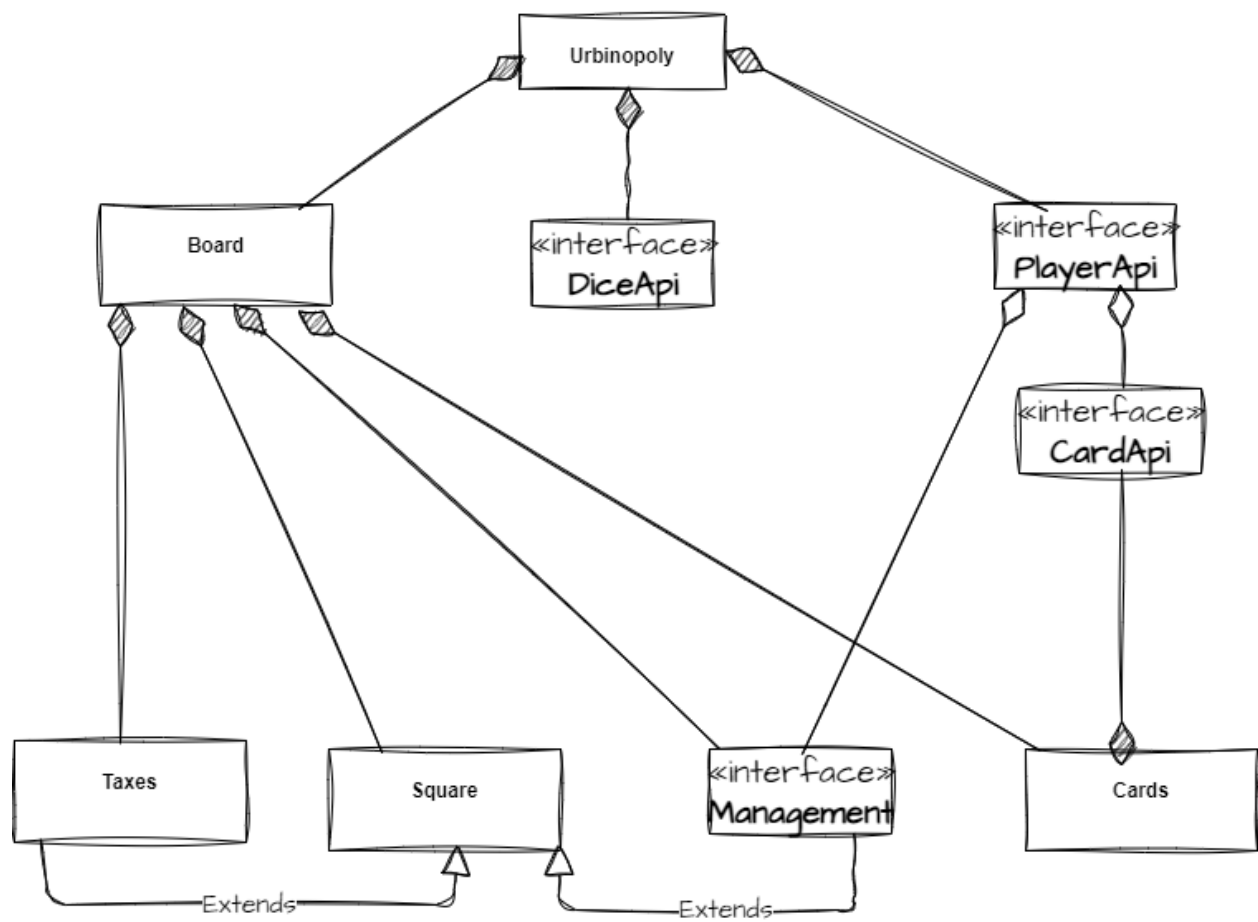 Urbinopoly
Board
«interface»
DiceApi
«interface»
PlayerApi
«interface»
CardApi
Taxes
Square
«interface»
Management
Cards
Extends
Extends